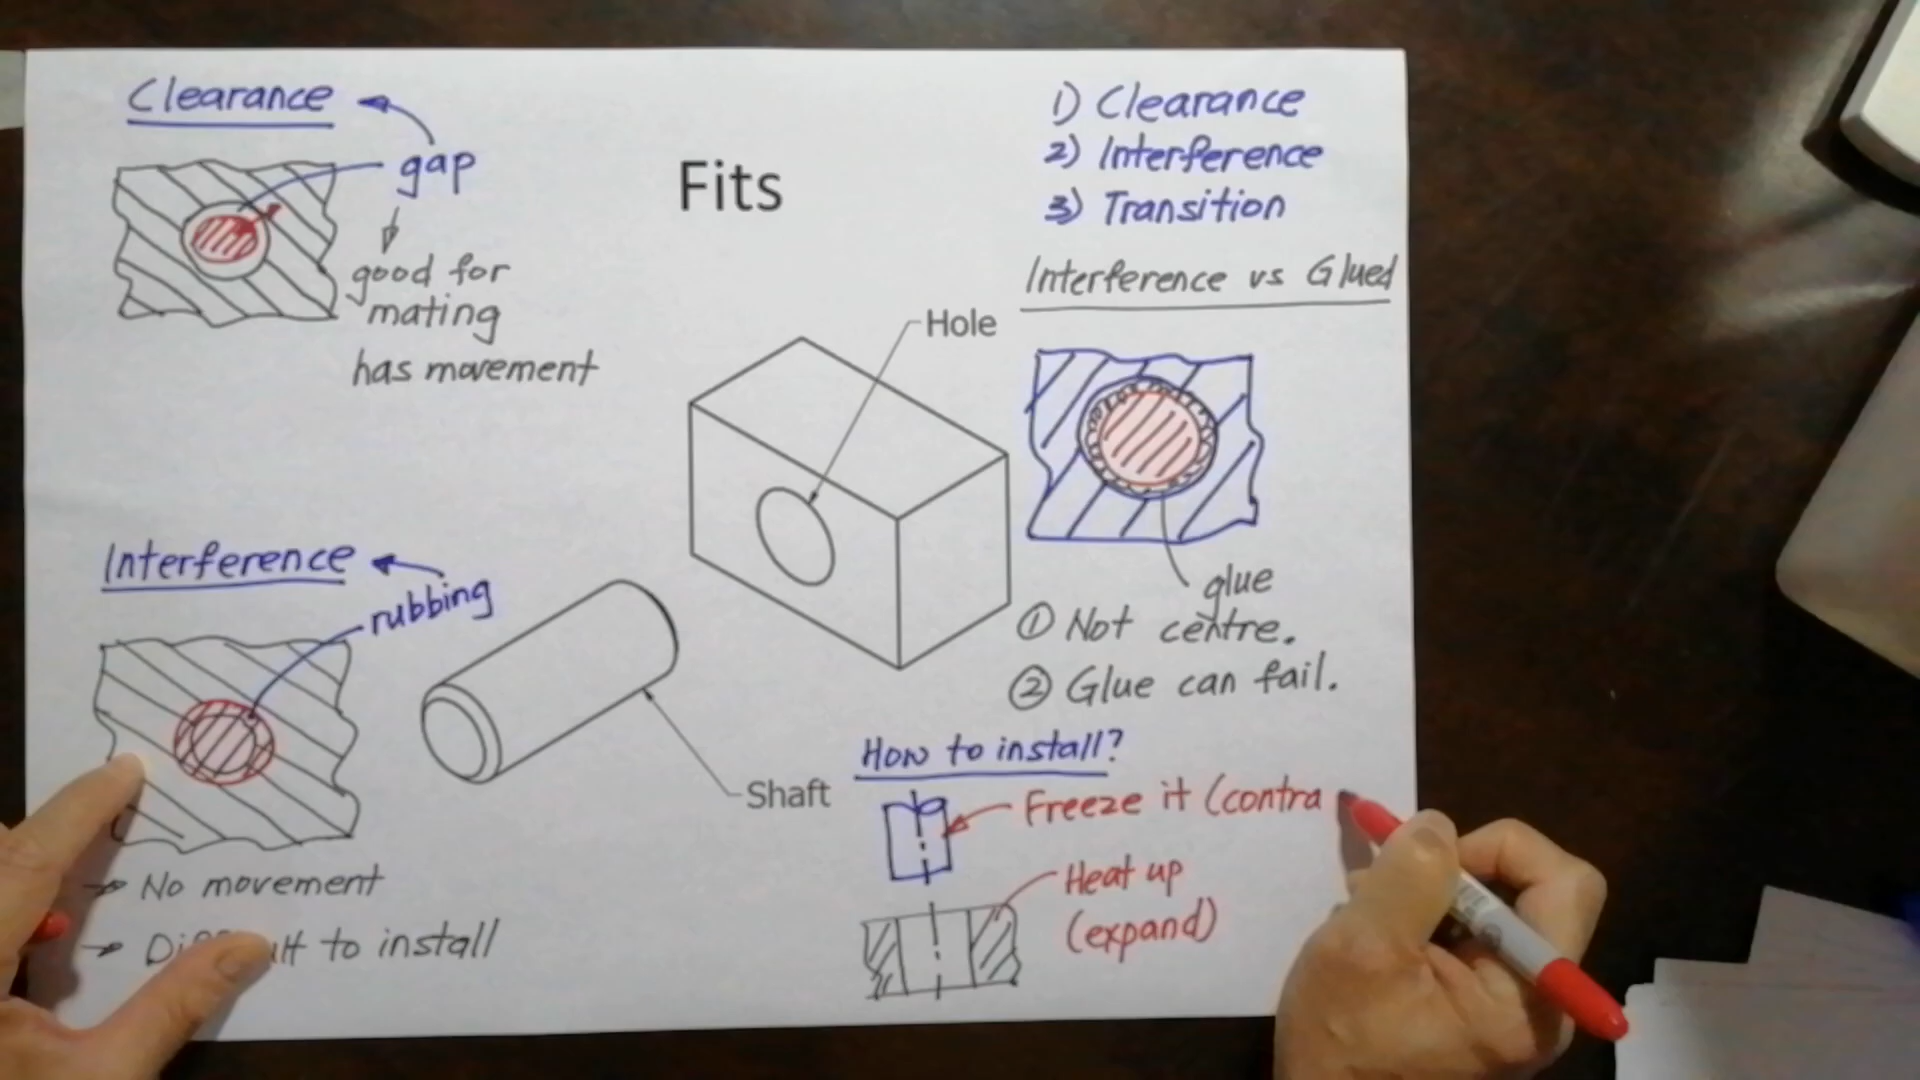 Clearance
gap
good for
mating
has movement
Fits
1) Clearance
2) Interference
3) Transition
Interference vs Glued
Hole
glue
① Not centre.
② Glue can fail.
Interference
rubbing
Shaft
→ No movement
→ to install
How to install?
Freeze it (contra
Heat up
(expand)